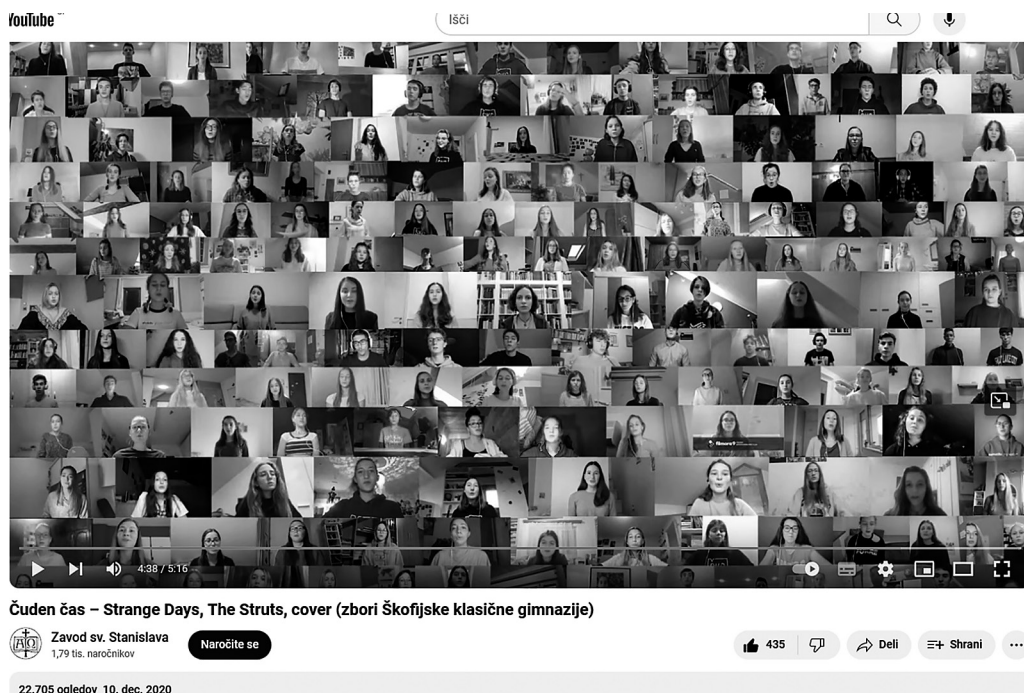 YouTube
Išči
4:38 / 5:16
Čuden čas – Strange Days, The Struts, cover (zbori Škofijske klasične gimnazije)
Zavod sv. Stanislava
1,79 tis. naročnikov
Naročite se
435
Deli
Shrani
22.705 ogledov 10. dec. 2020